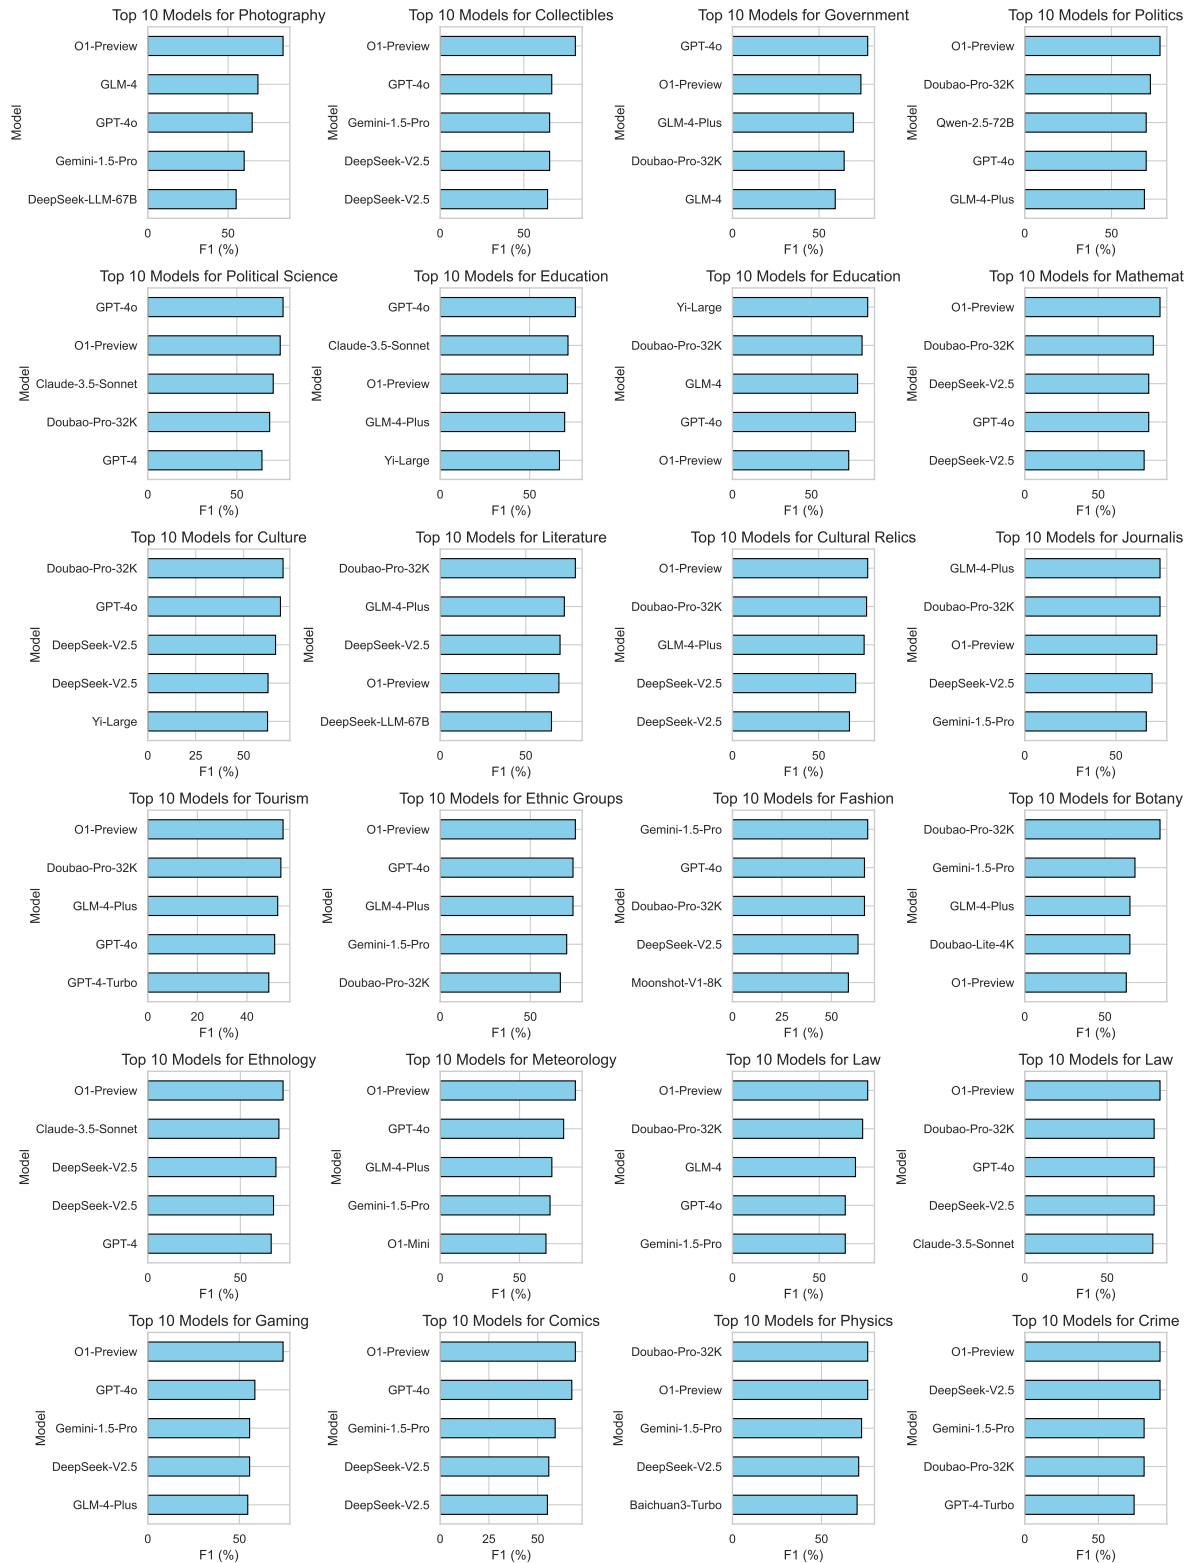 Top 10 Models for Photography
Model
O1-Preview
GLM-4
GPT-4o
Gemini-1.5-Pro
DeepSeek-LLM-67B
0 50
F1 (%)
Top 10 Models for Collectibles
Model
O1-Preview
GPT-4o
Gemini-1.5-Pro
DeepSeek-V2.5
DeepSeek-V2.5
0 50
F1 (%)
Top 10 Models for Government
Model
GPT-4o
O1-Preview
GLM-4-Plus
Doubao-Pro-32K
GLM-4
0 50
F1 (%)
Top 10 Models for Politics
Model
O1-Preview
Doubao-Pro-32K
Qwen-2.5-72B
GPT-4o
GLM-4-Plus
0 50
F1 (%)
Top 10 Models for Political Science
Model
GPT-4o
O1-Preview
Claude-3.5-Sonnet
Doubao-Pro-32K
GPT-4
0 50
F1 (%)
Top 10 Models for Education
Model
GPT-4o
Claude-3.5-Sonnet
O1-Preview
GLM-4-Plus
Yi-Large
0 50
F1 (%)
Top 10 Models for Education
Model
Yi-Large
Doubao-Pro-32K
GLM-4
GPT-4o
O1-Preview
0 50
F1 (%)
Top 10 Models for Mathemat
Model
O1-Preview
Doubao-Pro-32K
DeepSeek-V2.5
GPT-4o
DeepSeek-V2.5
0 50
F1 (%)
Top 10 Models for Culture
Model
Doubao-Pro-32K
GPT-4o
DeepSeek-V2.5
DeepSeek-V2.5
Yi-Large
0 25 50
F1 (%)
Top 10 Models for Literature
Model
Doubao-Pro-32K
GLM-4-Plus
DeepSeek-V2.5
O1-Preview
DeepSeek-LLM-67B
0 50
F1 (%)
Top 10 Models for Cultural Relics
Model
O1-Preview
Doubao-Pro-32K
GLM-4-Plus
DeepSeek-V2.5
DeepSeek-V2.5
0 50
F1 (%)
Top 10 Models for Journalis
Model
GLM-4-Plus
Doubao-Pro-32K
O1-Preview
DeepSeek-V2.5
Gemini-1.5-Pro
0 50
F1 (%)
Top 10 Models for Tourism
Model
O1-Preview
Doubao-Pro-32K
GLM-4-Plus
GPT-4o
GPT-4-Turbo
0 20 40
F1 (%)
Top 10 Models for Ethnic Groups
Model
O1-Preview
GPT-4o
GLM-4-Plus
Gemini-1.5-Pro
Doubao-Pro-32K
0 50
F1 (%)
Top 10 Models for Fashion
Model
Gemini-1.5-Pro
GPT-4o
Doubao-Pro-32K
DeepSeek-V2.5
Moonshot-V1-8K
0 25 50
F1 (%)
Top 10 Models for Botany
Model
Doubao-Pro-32K
Gemini-1.5-Pro
GLM-4-Plus
Doubao-Lite-4K
O1-Preview
0 50
F1 (%)
Top 10 Models for Ethnology
Model
O1-Preview
Claude-3.5-Sonnet
DeepSeek-V2.5
DeepSeek-V2.5
GPT-4
0 50
F1 (%)
Top 10 Models for Meteorology
Model
O1-Preview
GPT-4o
GLM-4-Plus
Gemini-1.5-Pro
O1-Mini
0 50
F1 (%)
Top 10 Models for Law
Model
O1-Preview
Doubao-Pro-32K
GLM-4
GPT-4o
Gemini-1.5-Pro
0 50
F1 (%)
Top 10 Models for Law
Model
O1-Preview
Doubao-Pro-32K
GPT-4o
DeepSeek-V2.5
Claude-3.5-Sonnet
0 50
F1 (%)
Top 10 Models for Gaming
Model
O1-Preview
GPT-4o
Gemini-1.5-Pro
DeepSeek-V2.5
GLM-4-Plus
0 50
F1 (%)
Top 10 Models for Comics
Model
O1-Preview
GPT-4o
Gemini-1.5-Pro
DeepSeek-V2.5
DeepSeek-V2.5
0 25 50
F1 (%)
Top 10 Models for Physics
Model
Doubao-Pro-32K
O1-Preview
Gemini-1.5-Pro
DeepSeek-V2.5
Baichuan3-Turbo
0 50
F1 (%)
Top 10 Models for Crime
Model
O1-Preview
DeepSeek-V2.5
Gemini-1.5-Pro
Doubao-Pro-32K
GPT-4-Turbo
0 50
F1 (%)